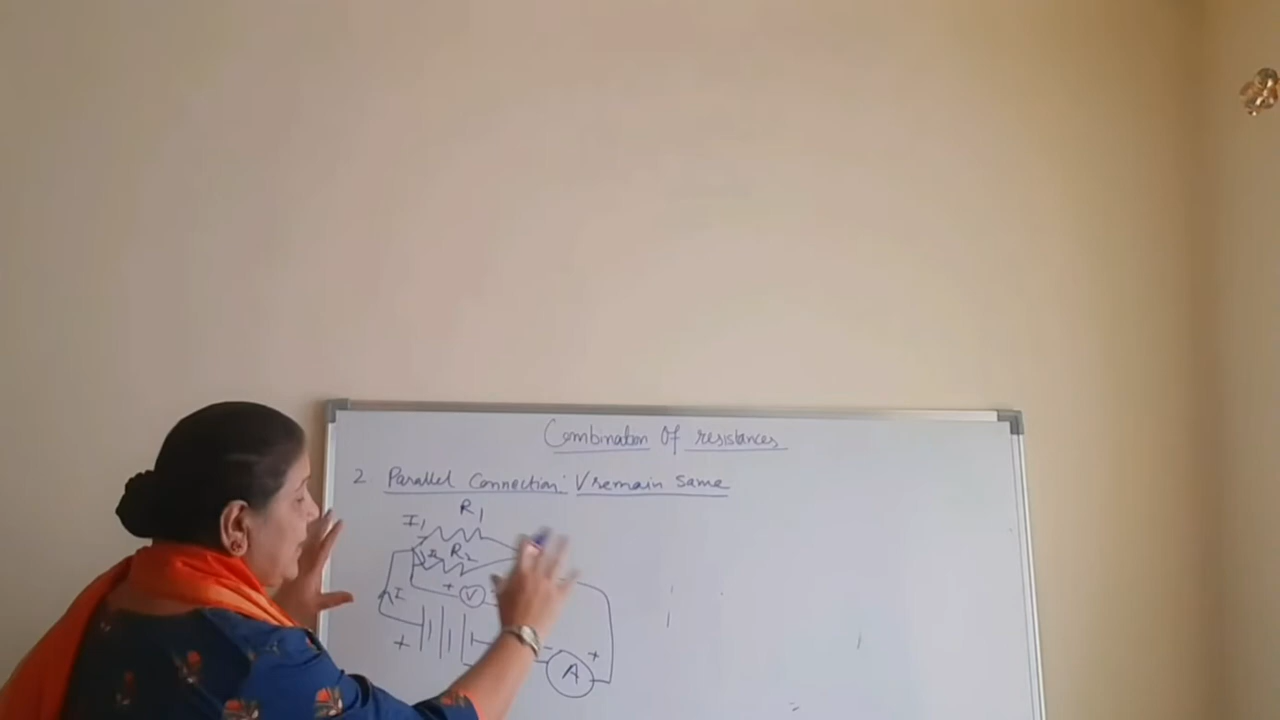 Combination Of resistances
2 Parallel Connection: V remain Same
R1
I1
R2
I
+ V
+
- +
A